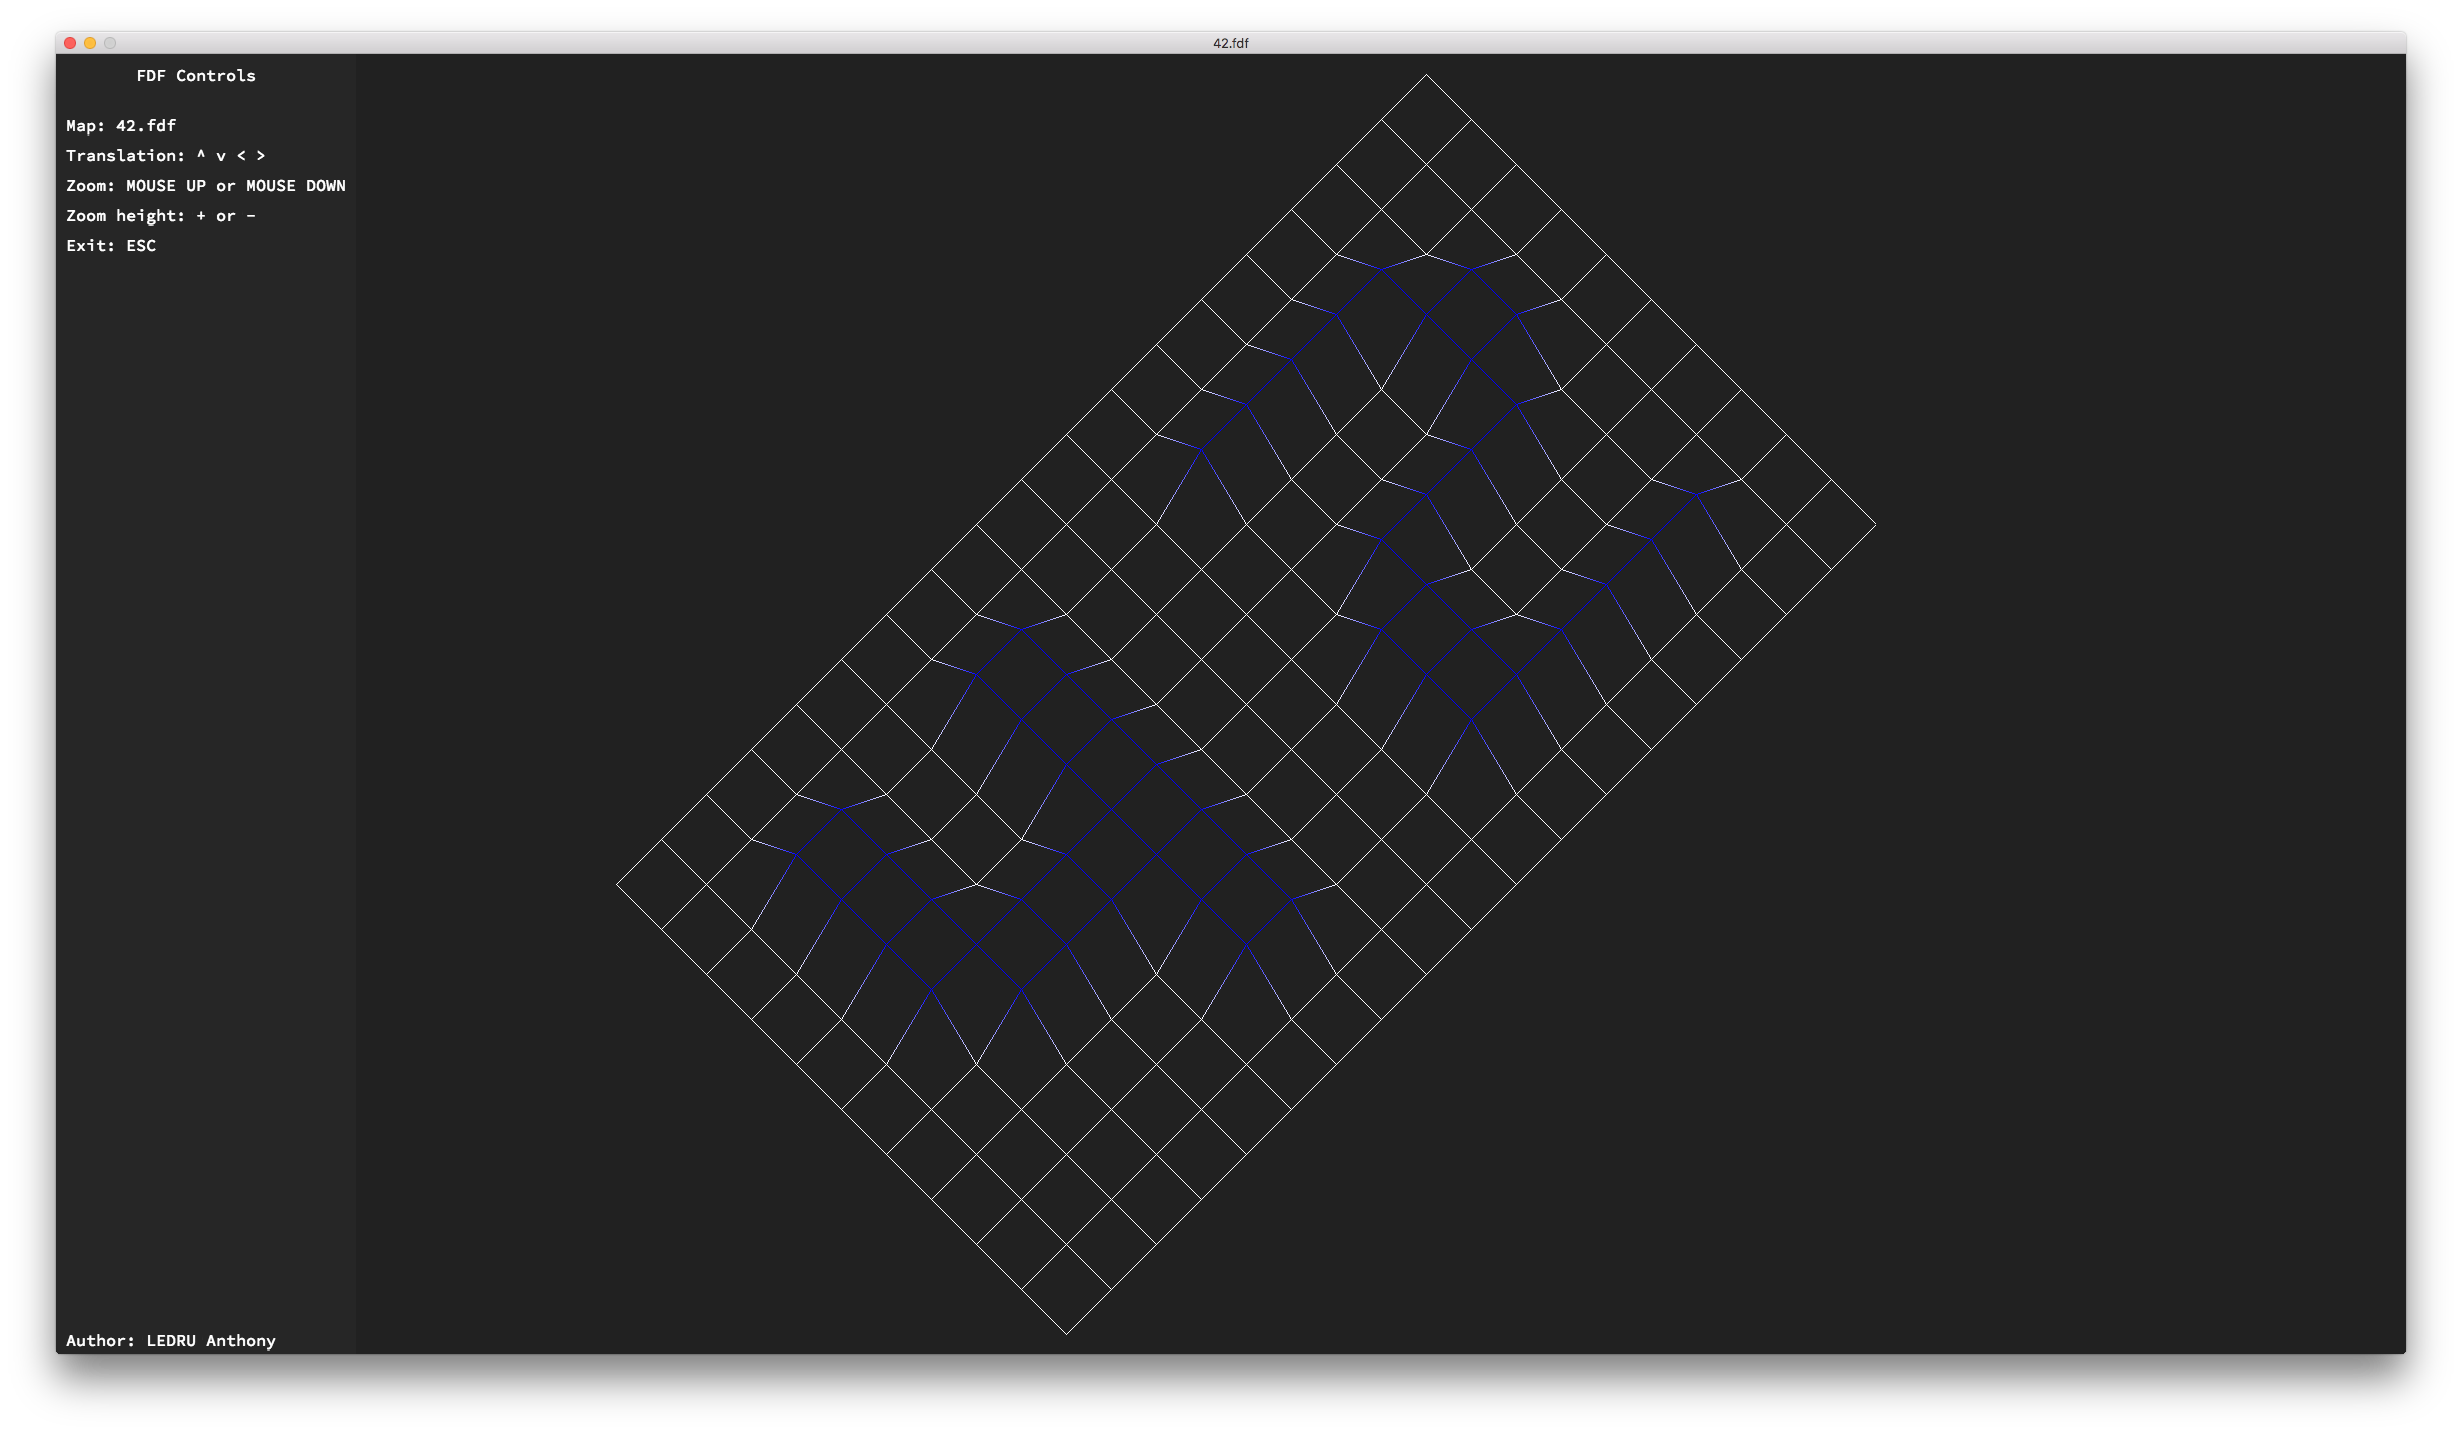 42.fdf
FDF Controls
Map: 42.fdf
Translation: ^ v < >
Zoom: MOUSE UP or MOUSE DOWN
Zoom height: + or -
Exit: ESC
Author: LEDRU Anthony